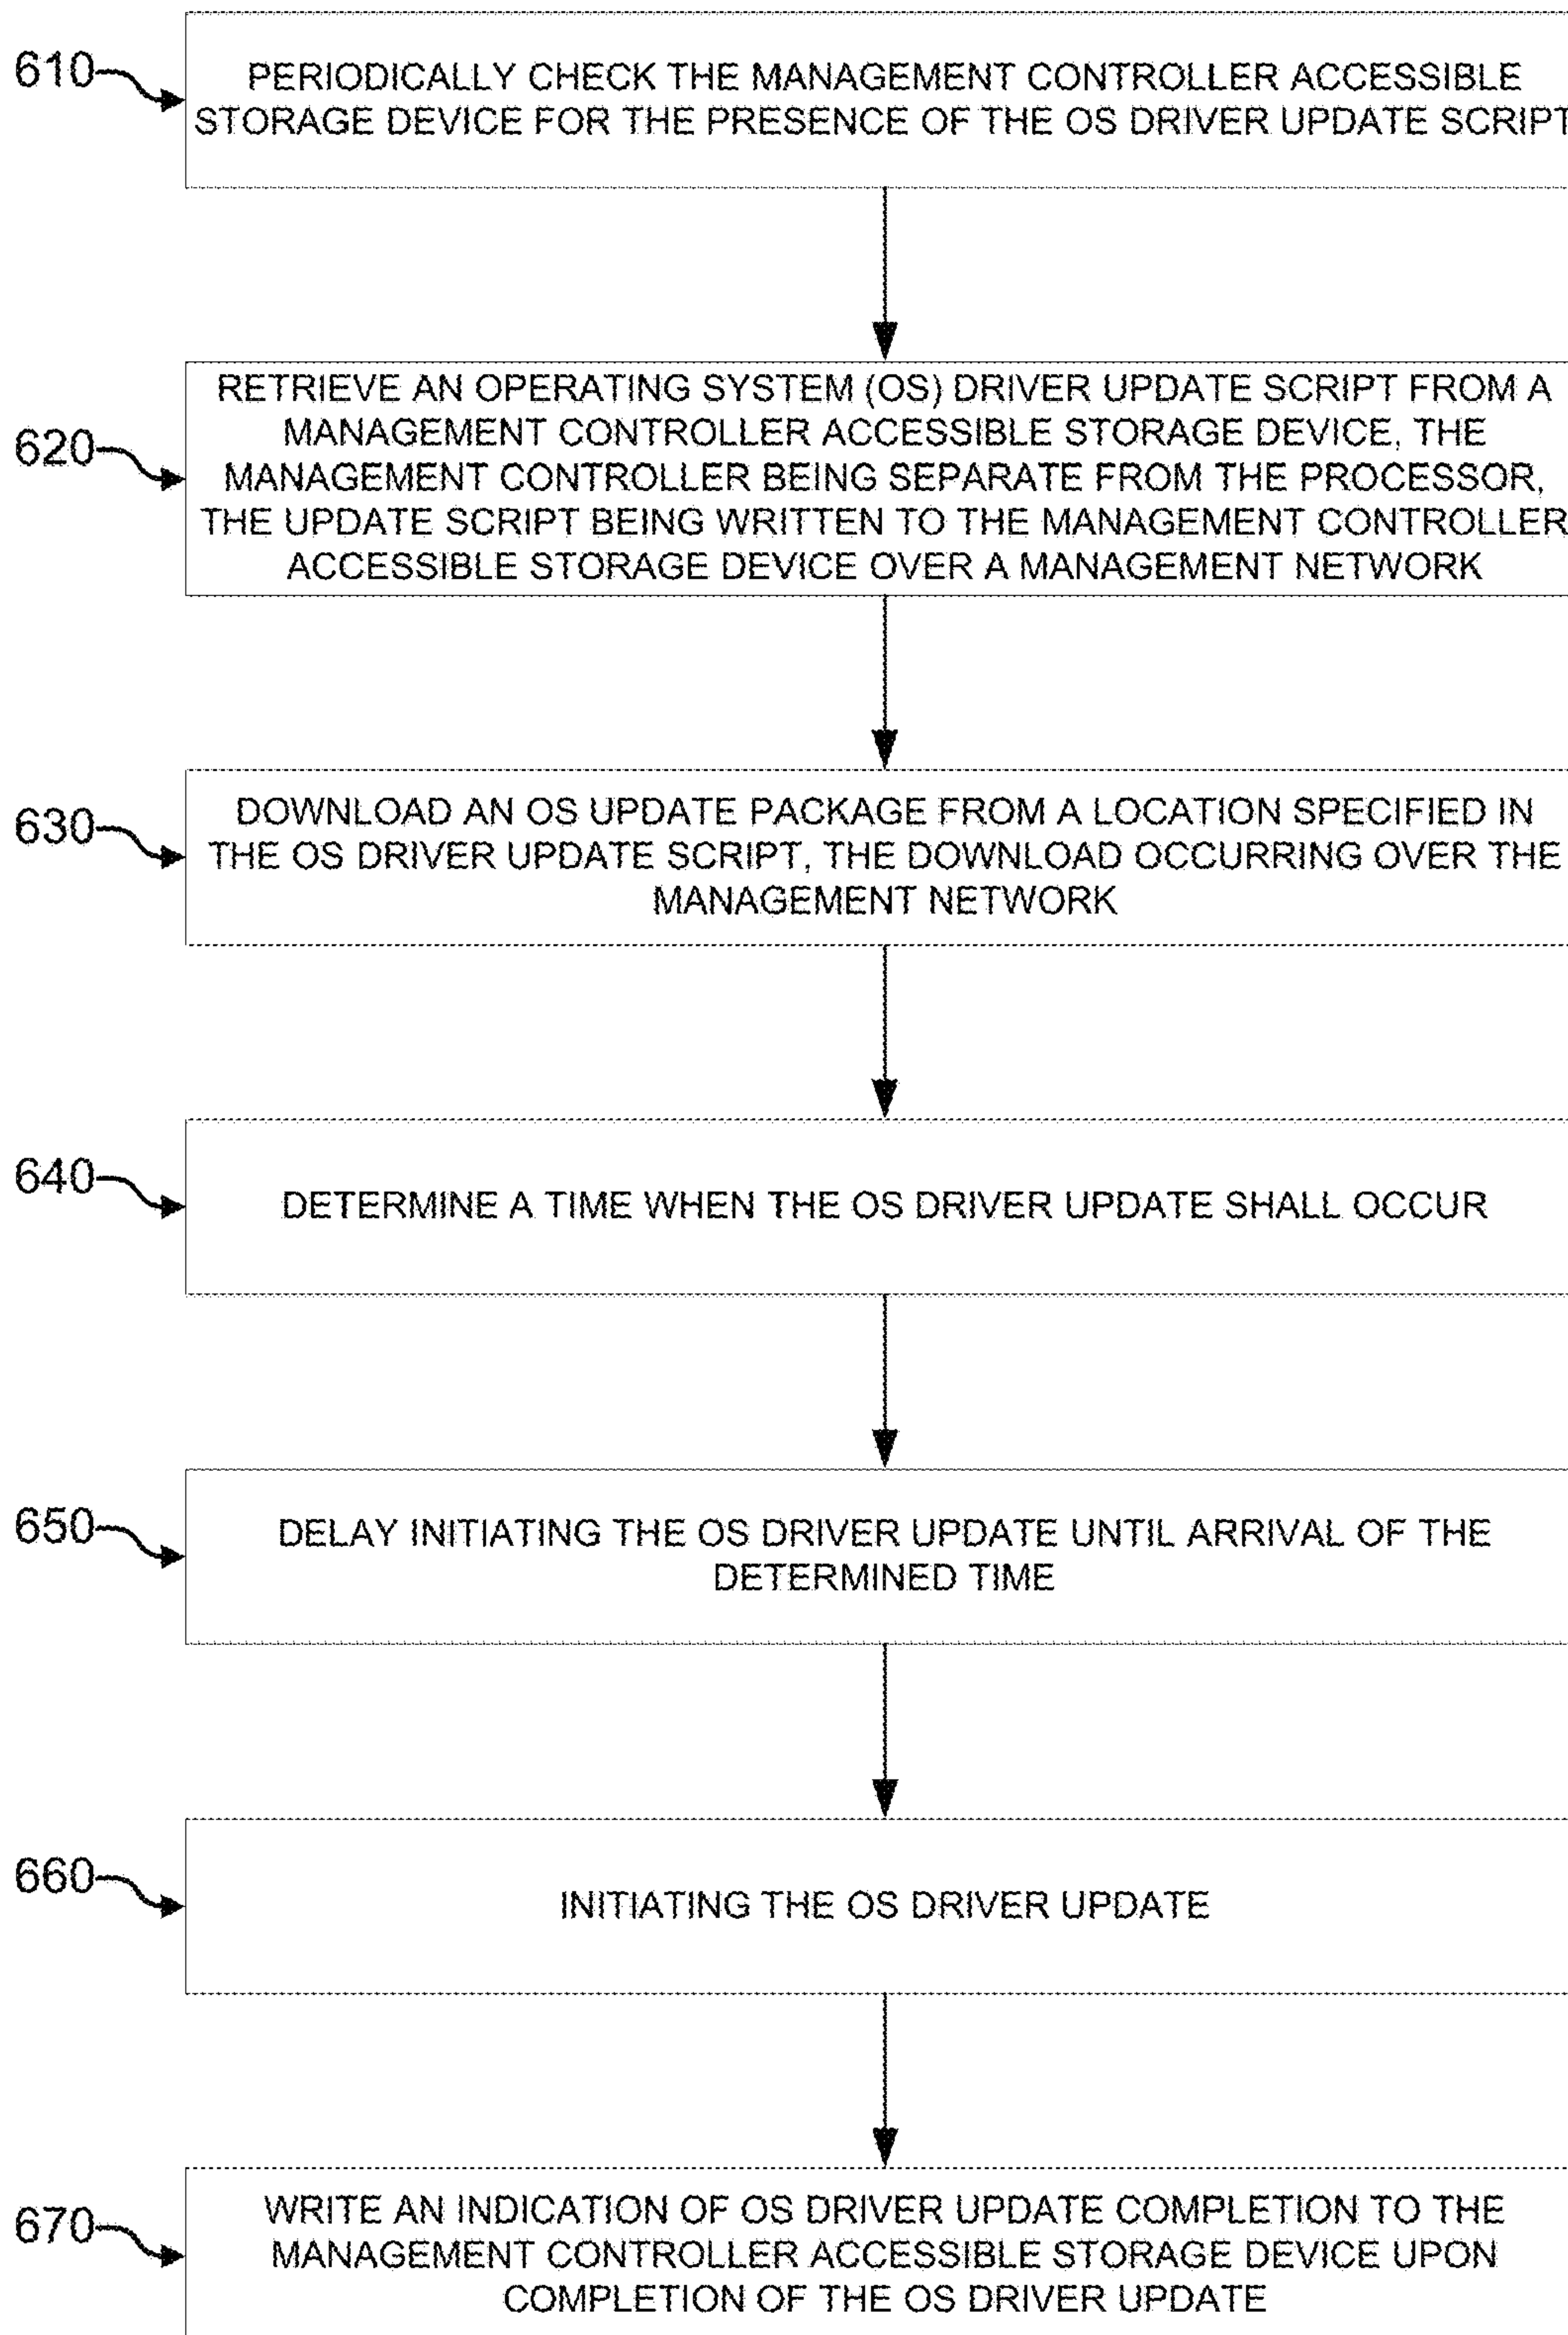 610
PERIODICALLY CHECK THE MANAGEMENT CONTROLLER ACCESSIBLE
STORAGE DEVICE FOR THE PRESENCE OF THE OS DRIVER UPDATE SCRIPT
620
RETRIEVE AN OPERATING SYSTEM (OS) DRIVER UPDATE SCRIPT FROM A
MANAGEMENT CONTROLLER ACCESSIBLE STORAGE DEVICE, THE
MANAGEMENT CONTROLLER BEING SEPARATE FROM THE PROCESSOR,
THE UPDATE SCRIPT BEING WRITTEN TO THE MANAGEMENT CONTROLLER
ACCESSIBLE STORAGE DEVICE OVER A MANAGEMENT NETWORK
630
DOWNLOAD AN OS UPDATE PACKAGE FROM A LOCATION SPECIFIED IN
THE OS DRIVER UPDATE SCRIPT, THE DOWNLOAD OCCURRING OVER THE
MANAGEMENT NETWORK
640
DETERMINE A TIME WHEN THE OS DRIVER UPDATE SHALL OCCUR
650
DELAY INITIATING THE OS DRIVER UPDATE UNTIL ARRIVAL OF THE
DETERMINED TIME
660
INITIATING THE OS DRIVER UPDATE
670
WRITE AN INDICATION OF OS DRIVER UPDATE COMPLETION TO THE
MANAGEMENT CONTROLLER ACCESSIBLE STORAGE DEVICE UPON
COMPLETION OF THE OS DRIVER UPDATE